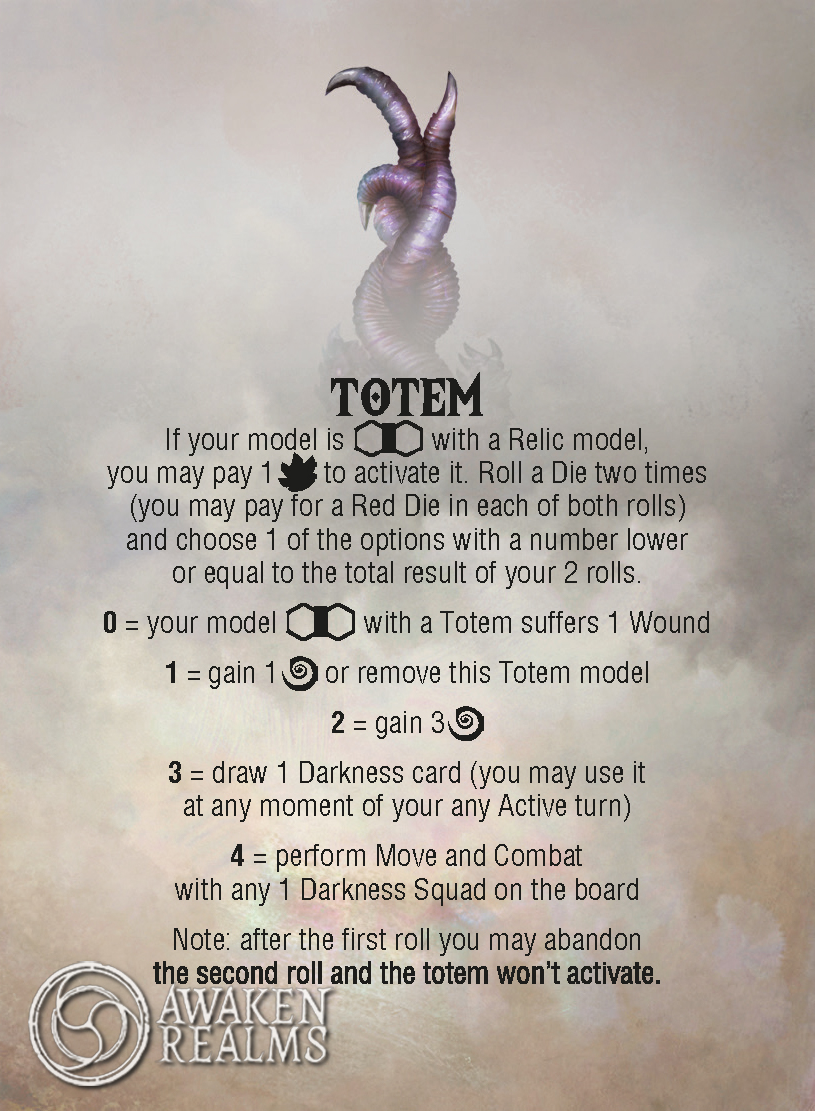 TOTEM
If your model is with a Relic model,
you may pay 1 to activate it. Roll a Die two times
(you may pay for a Red Die in each of both rolls)
and choose 1 of the options with a number lower
or equal to the total result of your 2 rolls.
0 = your model with a Totem suffers 1 Wound
1 = gain 1 or remove this Totem model
2 = gain 3
3 = draw 1 Darkness card (you may use it
at any moment of your any Active turn)
4 = perform Move and Combat
with any 1 Darkness Squad on the board
Note: after the first roll you may abandon
the second roll and the totem won't activate.
AWAKEN
REALMS